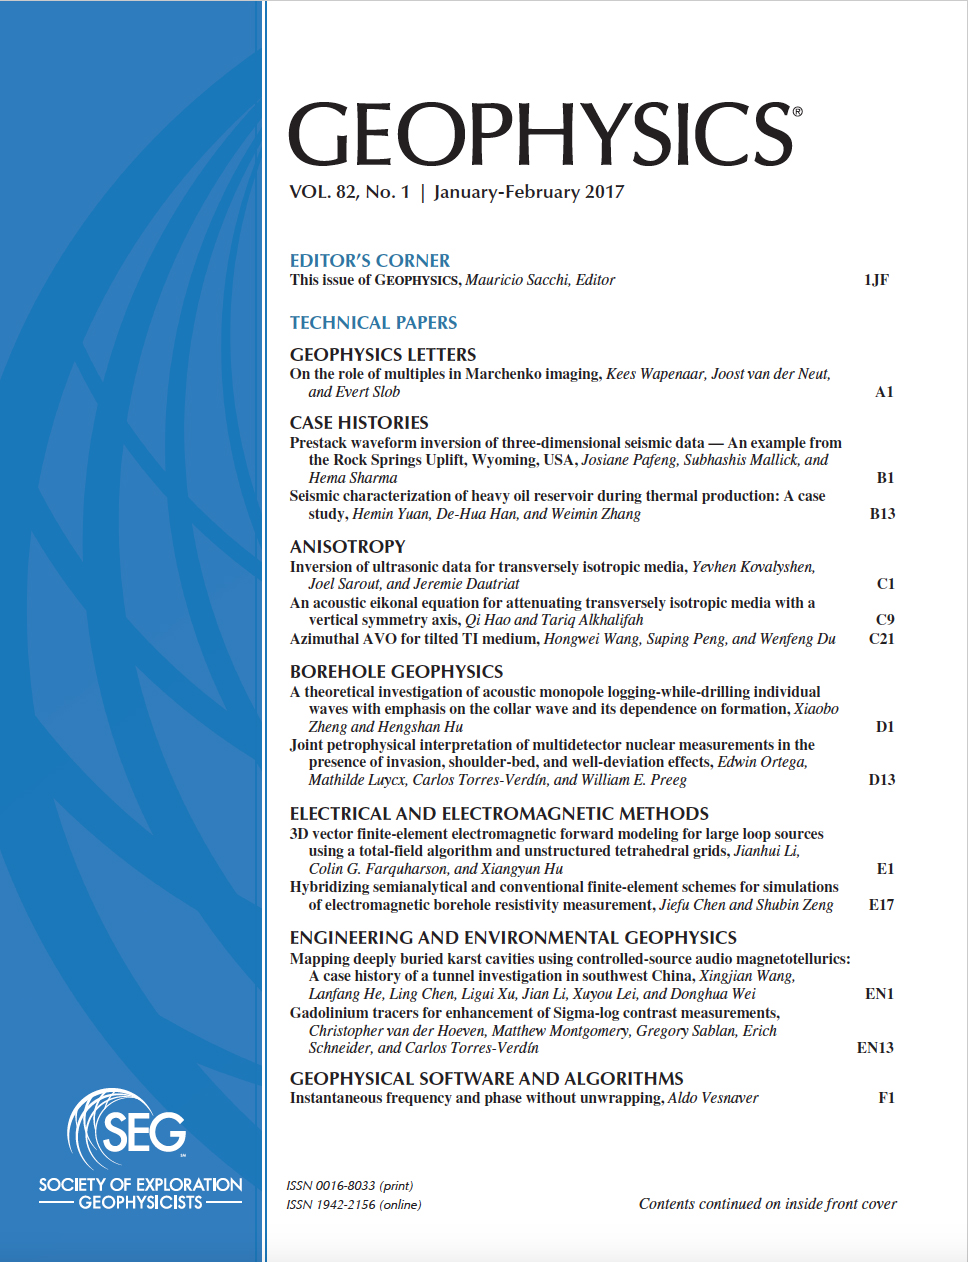 GEOPHYSICS®
VOL. 82, No. 1 | January-February 2017
EDITOR'S CORNER
This issue of GEOPHYSICS, Mauricio Sacchi, Editor 1JF
TECHNICAL PAPERS
GEOPHYSICS LETTERS
On the role of multiples in Marchenko imaging, Kees Wapenaar, Joost van der Neut,
and Evert Slob A1
CASE HISTORIES
Prestack waveform inversion of three-dimensional seismic data — An example from
the Rock Springs Uplift, Wyoming, USA, Josiane Pafeng, Subhashis Mallick, and
Hema Sharma B1
Seismic characterization of heavy oil reservoir during thermal production: A case
study, Hemin Yuan, De-Hua Han, and Weimin Zhang B13
ANISOTROPY
Inversion of ultrasonic data for transversely isotropic media, Yevhen Kovalyshen,
Joel Sarout, and Jeremie Dautriat C1
An acoustic eikonal equation for attenuating transversely isotropic media with a
vertical symmetry axis, Qi Hao and Tariq Alkhalifah C9
Azimuthal AVO for tilted TI medium, Hongwei Wang, Suping Peng, and Wenfeng Du C21
BOREHOLE GEOPHYSICS
A theoretical investigation of acoustic monopole logging-while-drilling individual
waves with emphasis on the collar wave and its dependence on formation, Xiaobo
Zheng and Hengshan Hu D1
Joint petrophysical interpretation of multidetector nuclear measurements in the
presence of invasion, shoulder-bed, and well-deviation effects, Edwin Ortega,
Mathilde Luycx, Carlos Torres-Verdín, and William E. Preeg D13
ELECTRICAL AND ELECTROMAGNETIC METHODS
3D vector finite-element electromagnetic forward modeling for large loop sources
using a total-field algorithm and unstructured tetrahedral grids, Jianhui Li,
Colin G. Farquharson, and Xiangyun Hu E1
Hybridizing semianalytical and conventional finite-element schemes for simulations
of electromagnetic borehole resistivity measurement, Jiefu Chen and Shubin Zeng E17
ENGINEERING AND ENVIRONMENTAL GEOPHYSICS
Mapping deeply buried karst cavities using controlled-source audio magnetotellurics:
A case history of a tunnel investigation in southwest China, Xingjian Wang,
Lanfang He, Ling Chen, Ligui Xu, Jian Li, Xuyou Lei, and Donghua Wei EN1
Gadolinium tracers for enhancement of Sigma-log contrast measurements,
Christopher van der Hoeven, Matthew Montgomery, Gregory Sablan, Erich
Schneider, and Carlos Torres-Verdín EN13
GEOPHYSICAL SOFTWARE AND ALGORITHMS
Instantaneous frequency and phase without unwrapping, Aldo Vesnaver F1
SEG
SOCIETY OF EXPLORATION
GEOPHYSICISTS
ISSN 0016-8033 (print)
ISSN 1942-2156 (online)
Contents continued on inside front cover